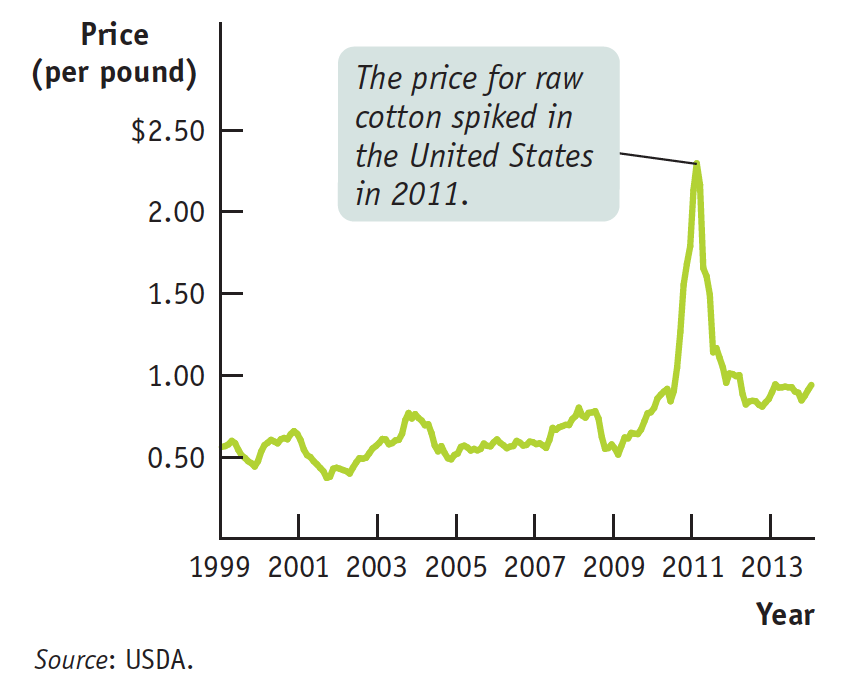 Price
(per pound)
The price for raw
cotton spiked in
the United States
in 2011.
$2.50
2.00
1.50
1.00
0.50
1999 2001 2003 2005 2007 2009 2011 2013
Year
Source: USDA.